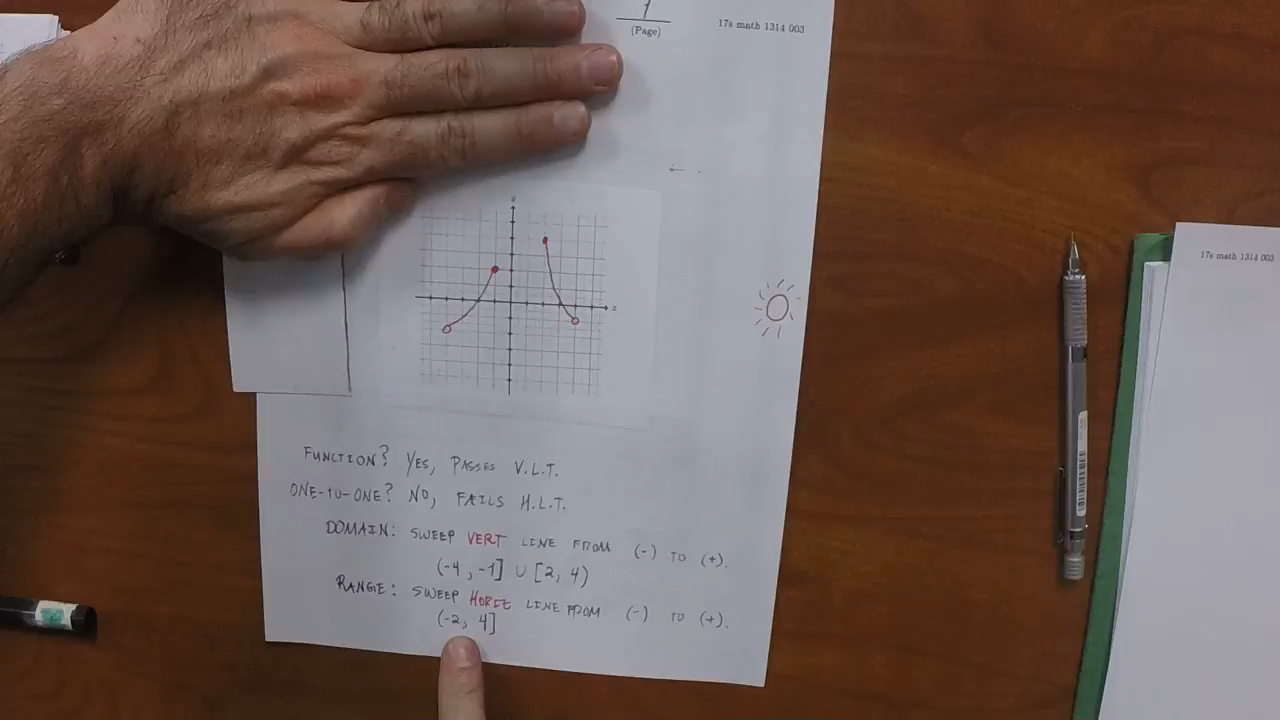 1
(Page)
17s math 1314 003
y
x
17s math 1314 003
FUNCTION? YES, PASSES V.L.T.
ONE-TO-ONE? NO, FAILS H.L.T.
DOMAIN: SWEEP VERT LINE FROM (-) TO (+).
(-4, -1] ∪ [2, 4)
RANGE: SWEEP HORIZ LINE FROM (-) TO (+).
(-2, 4]